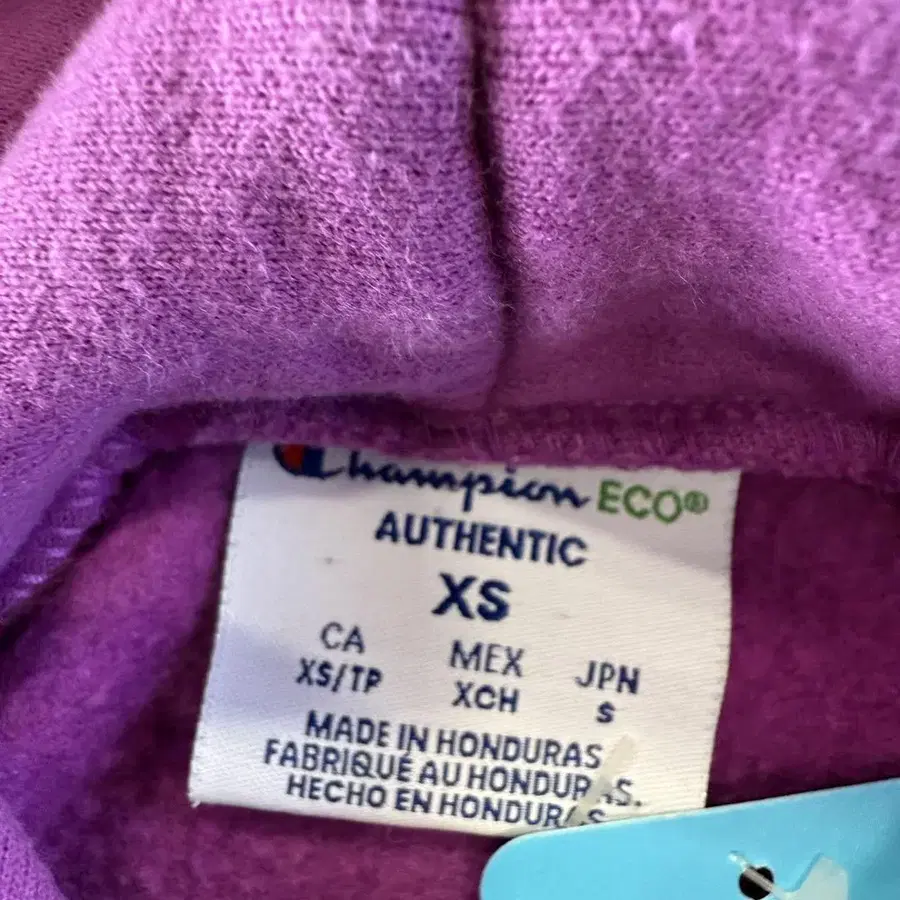 Champion ECO®
AUTHENTIC
XS
CA MEX JPN
XS/TP XCH S
MADE IN HONDURAS
FABRIQUÉ AU HONDURAS.
HECHO EN HONDURAS